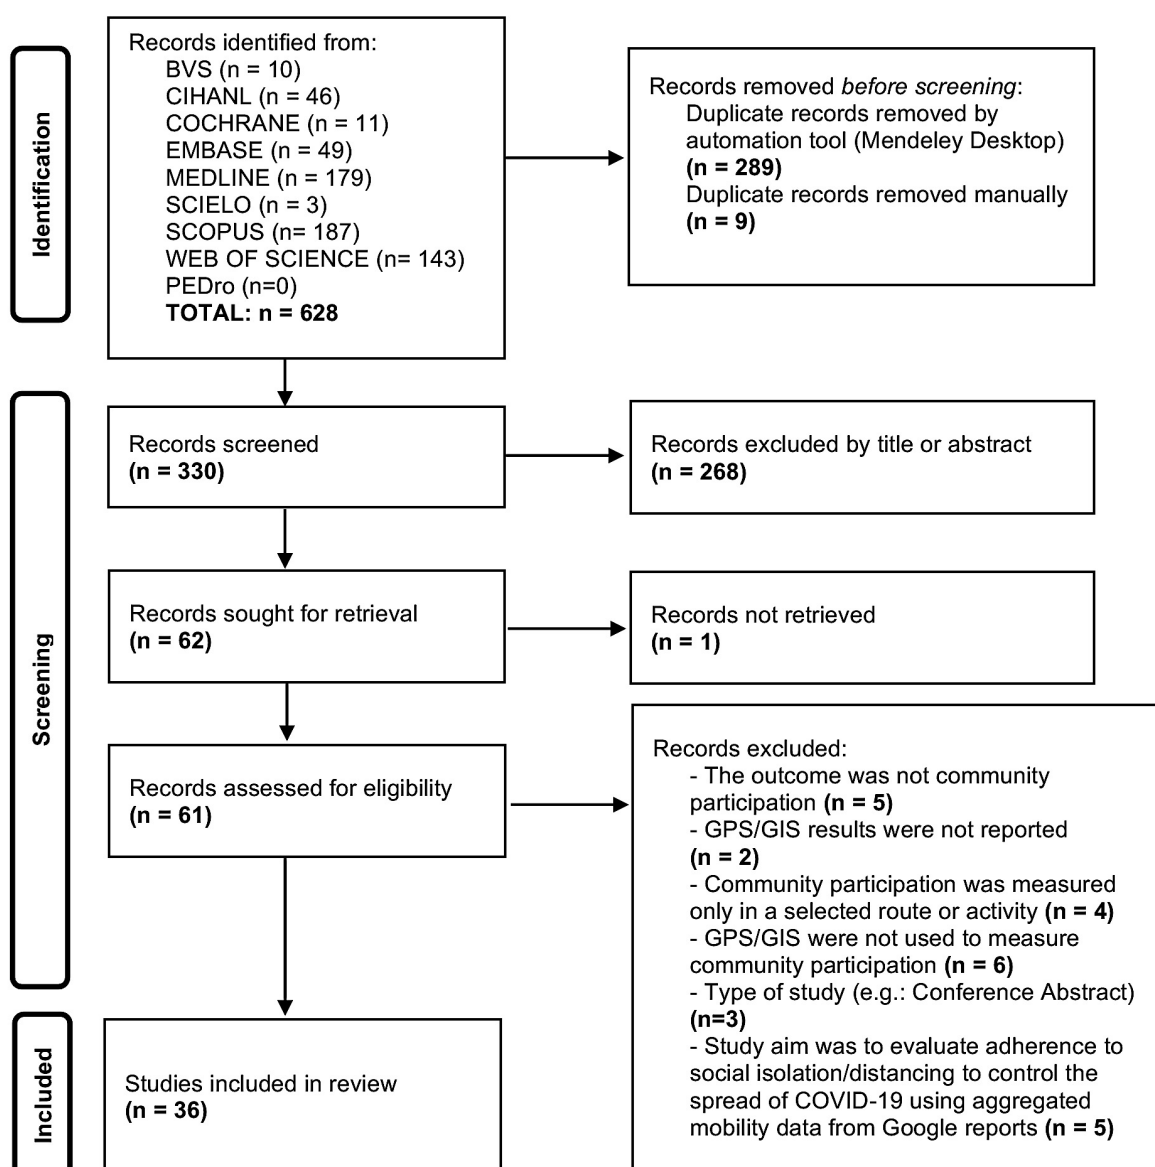 Identification
Records identified from:
BVS (n = 10)
CIHANL (n = 46)
COCHRANE (n = 11)
EMBASE (n = 49)
MEDLINE (n = 179)
SCIELO (n = 3)
SCOPUS (n= 187)
WEB OF SCIENCE (n= 143)
PEDro (n=0)
TOTAL: n = 628
Records removed before screening:
Duplicate records removed by
automation tool (Mendeley Desktop)
(n = 289)
Duplicate records removed manually
(n = 9)
Screening
Records screened
(n = 330)
Records excluded by title or abstract
(n = 268)
Records sought for retrieval
(n = 62)
Records not retrieved
(n = 1)
Records assessed for eligibility
(n = 61)
Records excluded:
- The outcome was not community
participation (n = 5)
- GPS/GIS results were not reported
(n = 2)
- Community participation was measured
only in a selected route or activity (n = 4)
- GPS/GIS were not used to measure
community participation (n = 6)
- Type of study (e.g.: Conference Abstract)
(n=3)
- Study aim was to evaluate adherence to
social isolation/distancing to control the
spread of COVID-19 using aggregated
mobility data from Google reports (n = 5)
Included
Studies included in review
(n = 36)